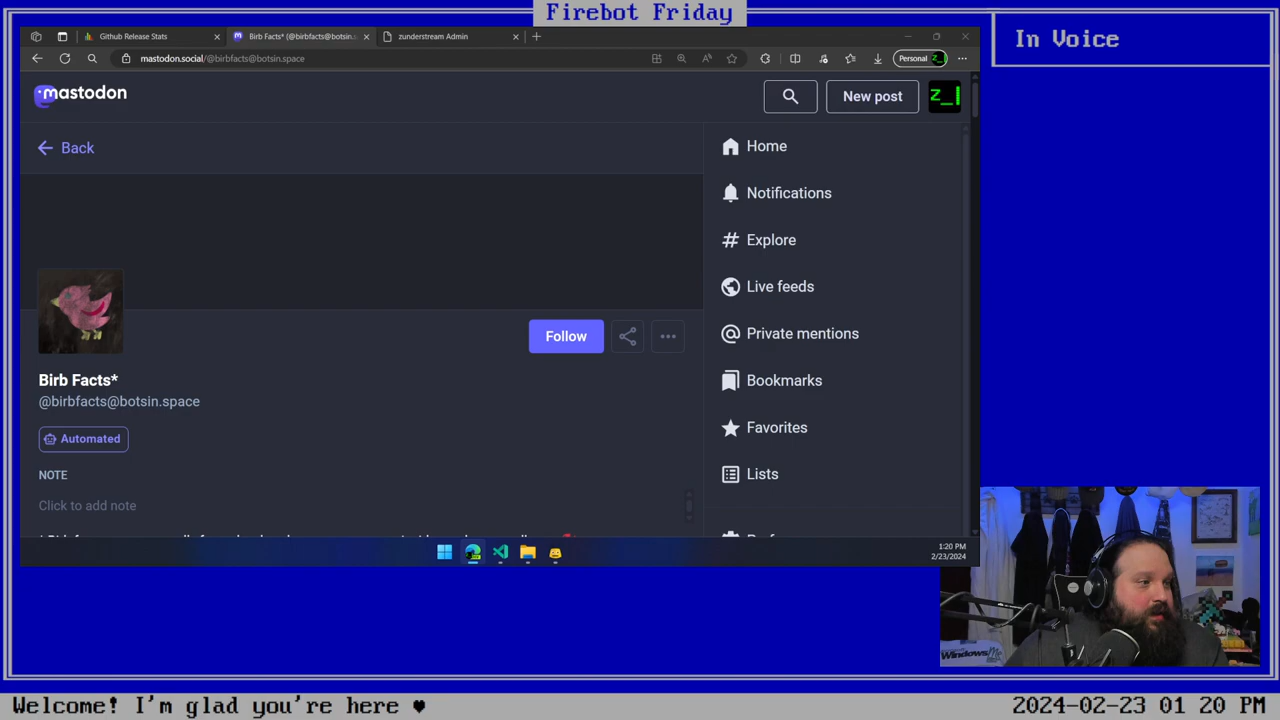 Firebot Friday
In Voice
Github Release Stats
Birb Facts* (@birbfacts@botsin.
zunderstream Admin
mastodon.social/@birbfacts@botsin.space
Personal
mastodon
New post
Z_
Back
Home
Notifications
Explore
Live feeds
Private mentions
Bookmarks
Favorites
Lists
Follow
Birb Facts*
@birbfacts@botsin.space
Automated
NOTE
Click to add note
1:20 PM
2/23/2024
Windows
Welcome! I'm glad you're here ♥
2024-02-23 01 20 PM